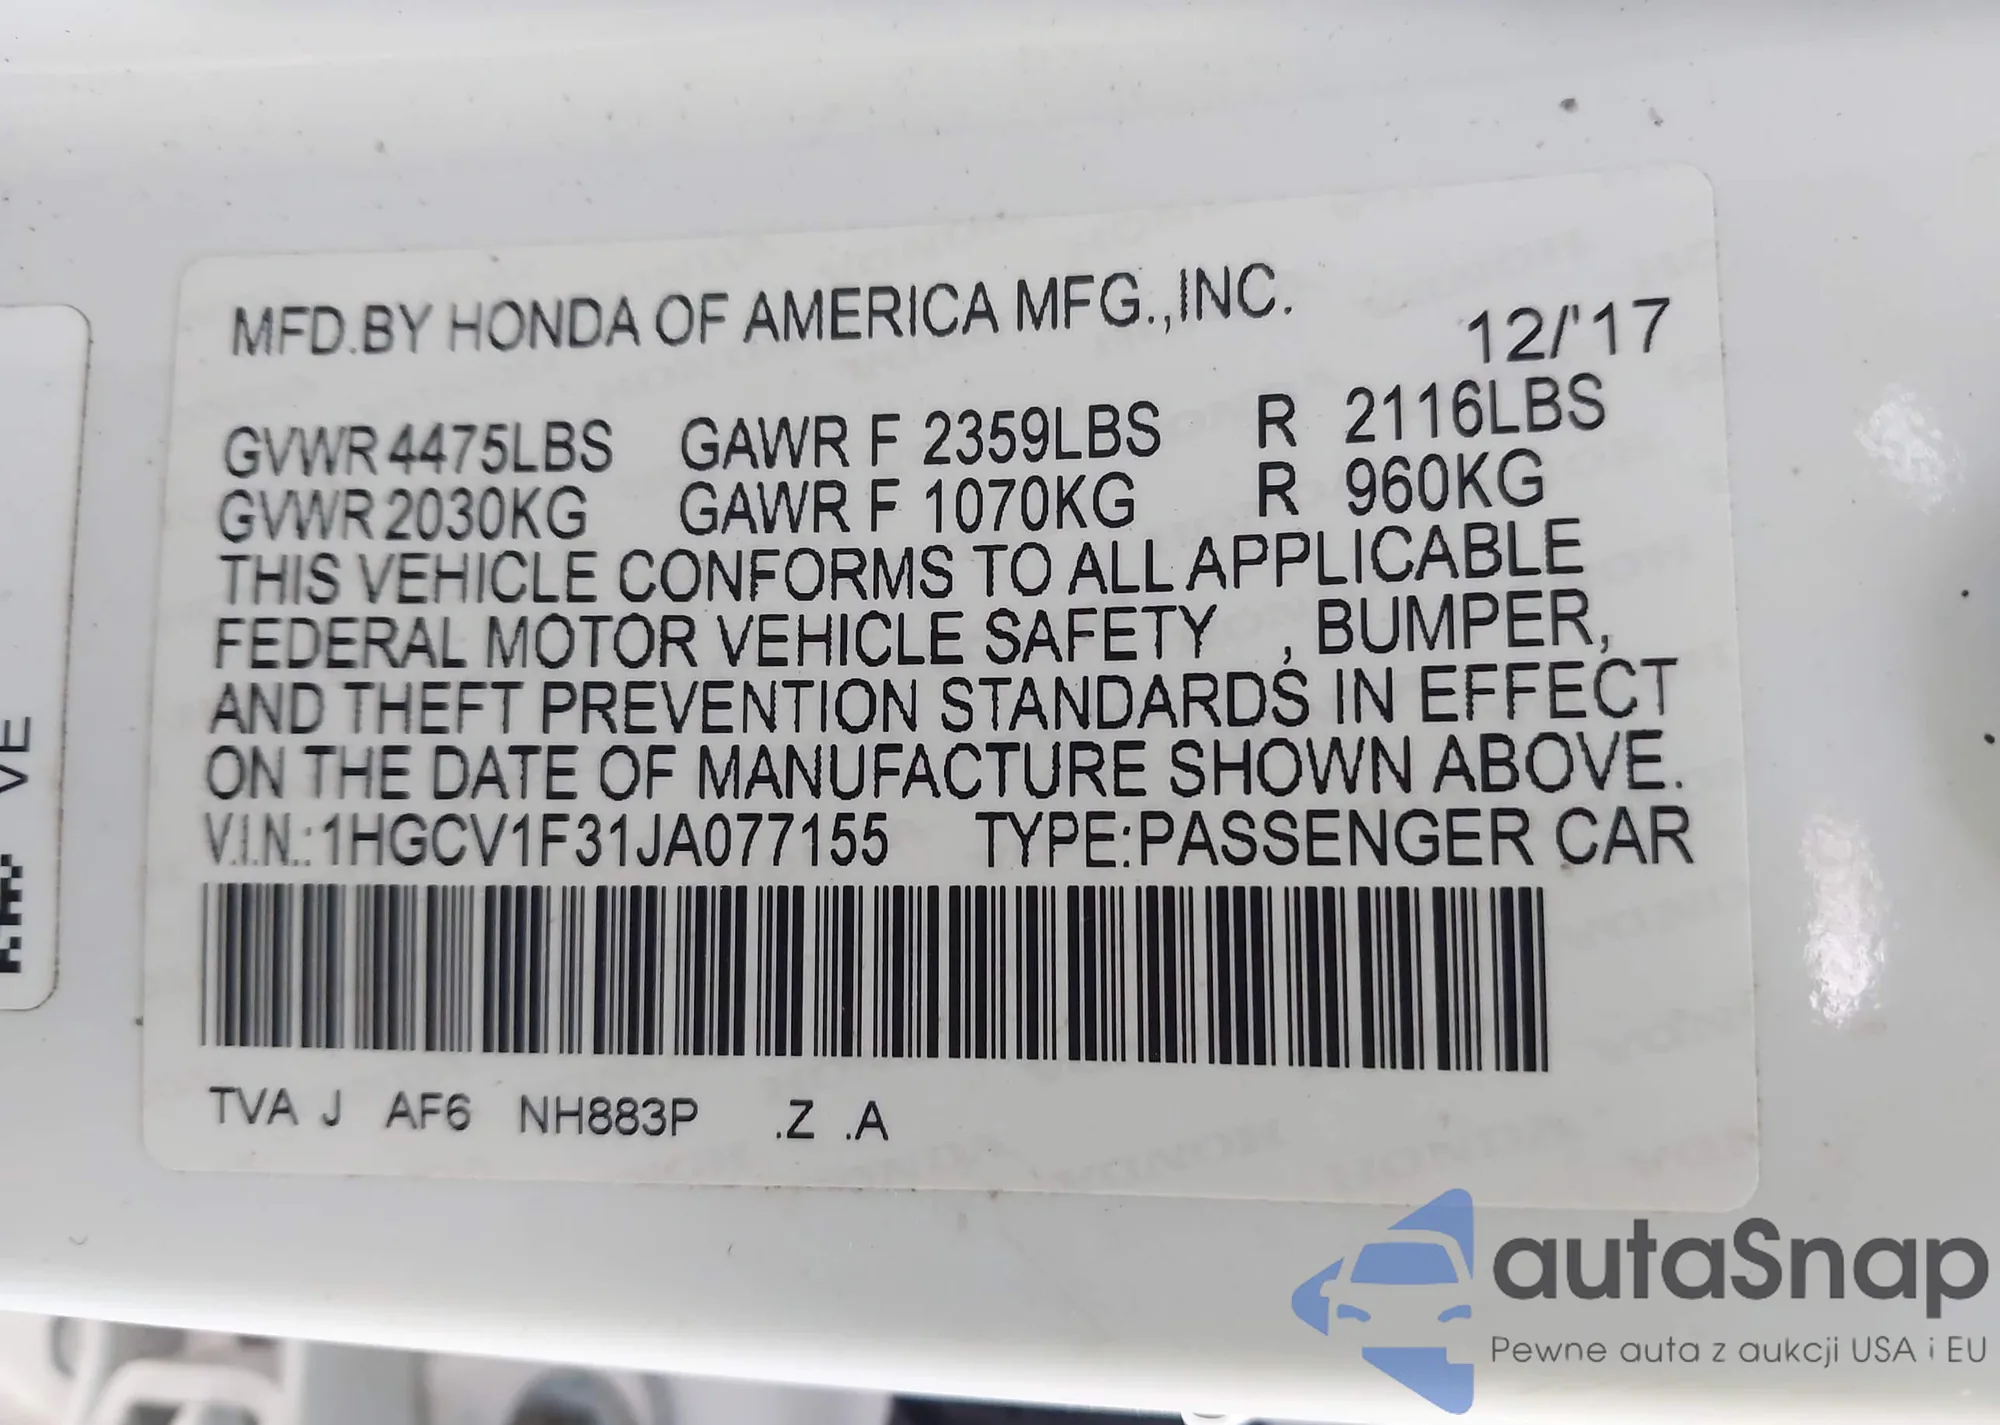 MFD.BY HONDA OF AMERICA MFG.,INC.
12/'17
GVWR 4475LBS GAWR F 2359LBS R 2116LBS
GVWR 2030KG GAWR F 1070KG R 960KG
THIS VEHICLE CONFORMS TO ALL APPLICABLE
FEDERAL MOTOR VEHICLE SAFETY , BUMPER,
AND THEFT PREVENTION STANDARDS IN EFFECT
ON THE DATE OF MANUFACTURE SHOWN ABOVE.
V.I.N.:1HGCV1F31JA077155 TYPE:PASSENGER CAR
TVA J AF6 NH883P .Z .A
VE
autaSnap
Pewne auta z aukcji USA i EU